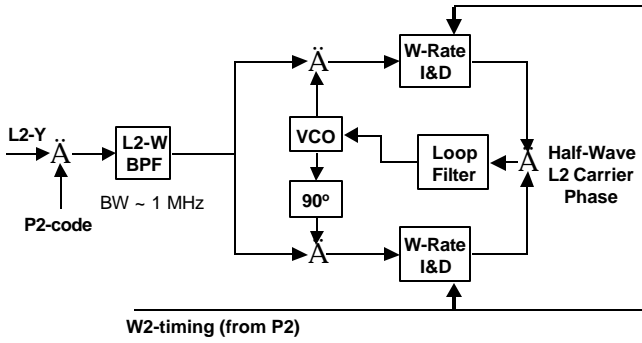 W-Rate
I&D
Ä
L2-Y
Ä
L2-W
BPF
VCO
Loop
Filter
Ä
Half-Wave
L2 Carrier
Phase
BW ~ 1 MHz
90º
P2-code
Ä
W-Rate
I&D
W2-timing (from P2)